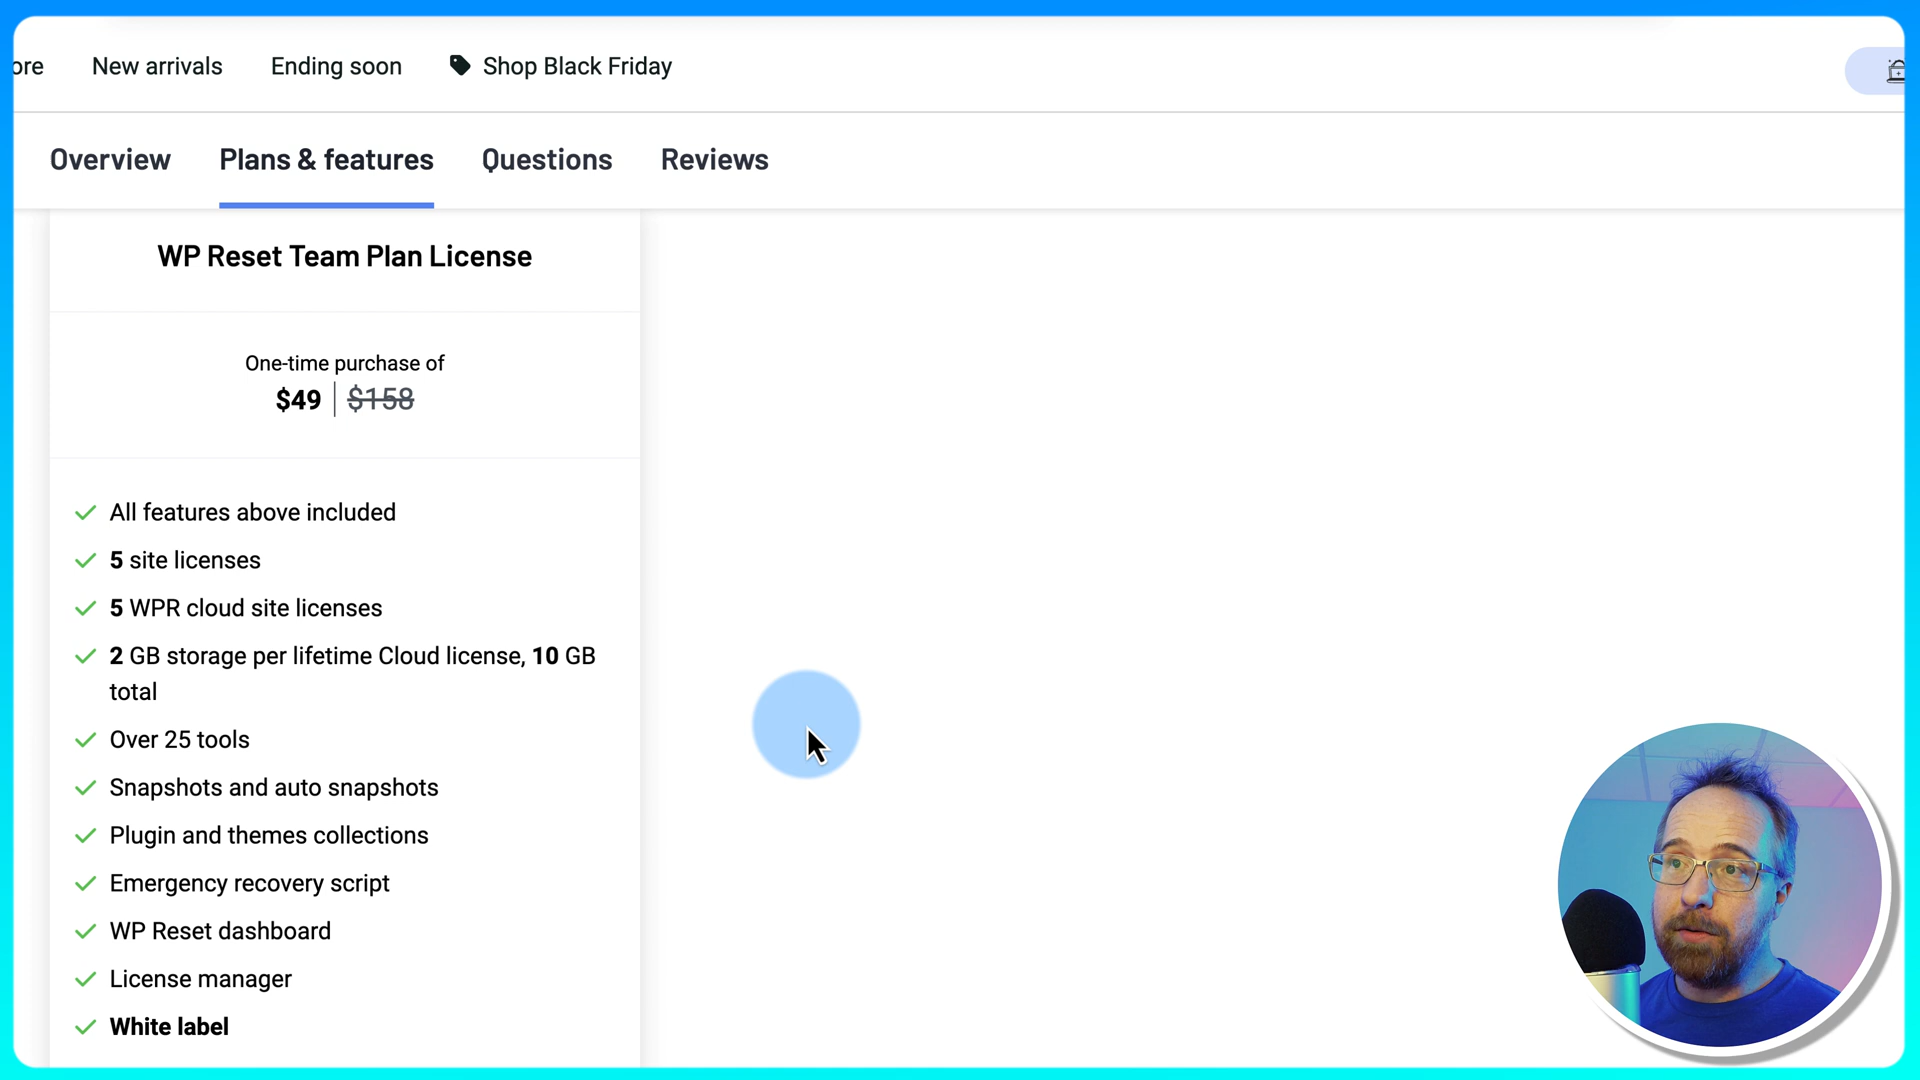 ore New arrivals Ending soon Shop Black Friday
Overview Plans & features Questions Reviews
WP Reset Team Plan License
One-time purchase of
$49 $158
All features above included
5 site licenses
5 WPR cloud site licenses
2 GB storage per lifetime Cloud license, 10 GB
total
Over 25 tools
Snapshots and auto snapshots
Plugin and themes collections
Emergency recovery script
WP Reset dashboard
License manager
White label